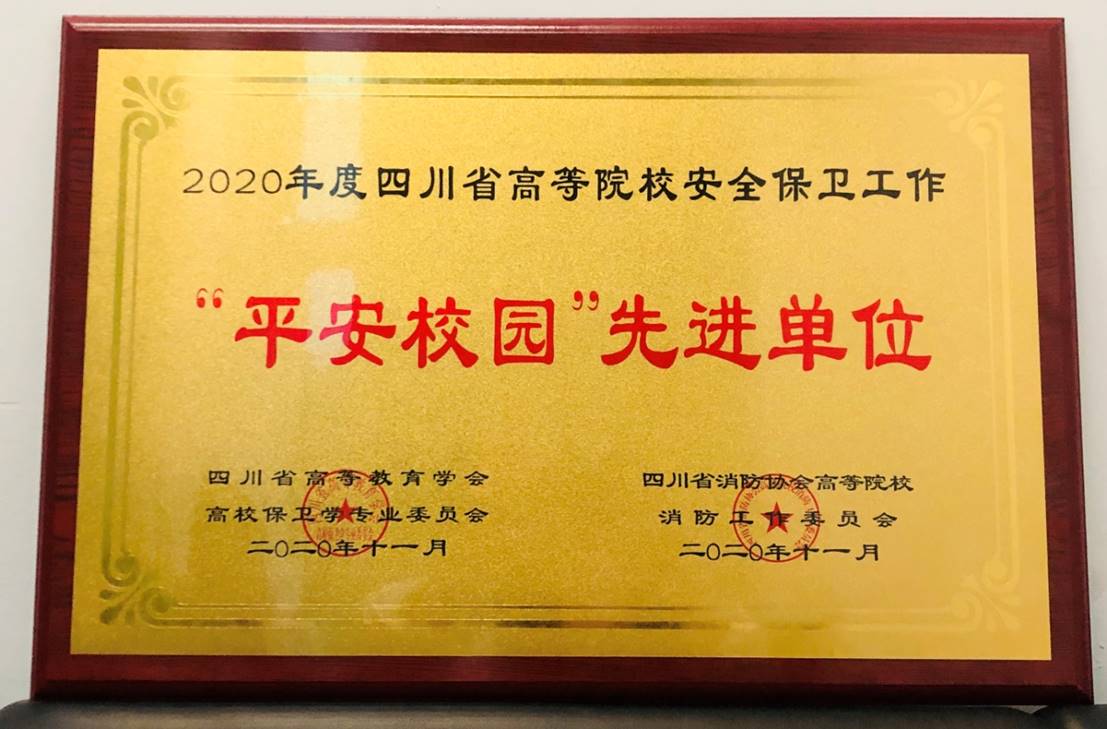 2020年度四川省高等院校安全保卫工作
“平安校园”先进单位
四川省高等教育学会
高校保卫学专业委员会
二〇二〇年十一月
四川省消防协会高等院校
消防工作委员会
二〇二〇年十一月